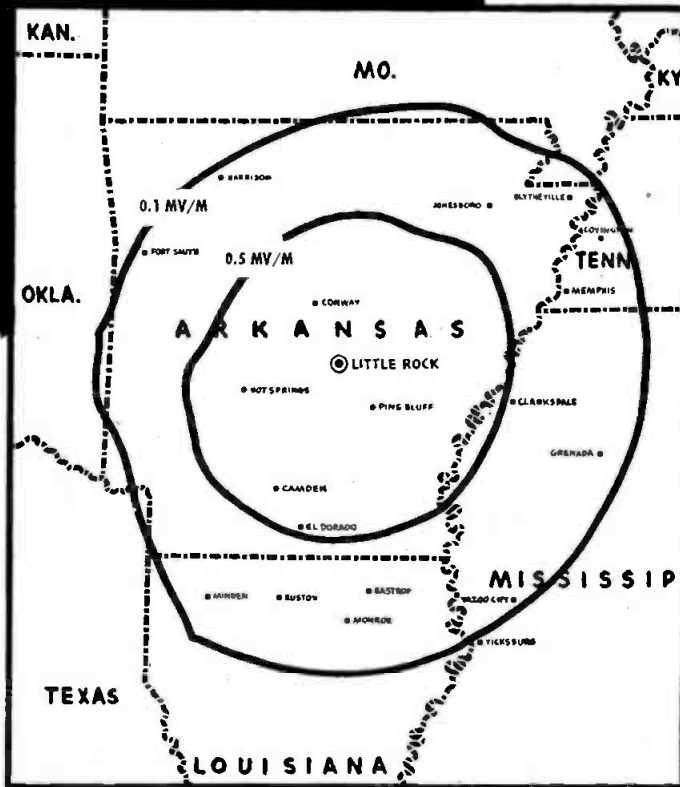 KAN.
MO.
KY
HARRISON
0.1 MV/M
JONESBORO
BLYTHEVILLE
COVINGTON
FORT SMITH
0.5 MV/M
TENN
OKLA.
MEMPHIS
CONWAY
ARKANSAS
LITTLE ROCK
HOT SPRINGS
PINE BLUFF
CLARKSDALE
GRENADA
CAMDEN
EL DORADO
MISSISSIP
MINDEN
RUSTON
BASTROP
YAZOO CITY
MONROE
VICKSBURG
TEXAS
LOUISIANA